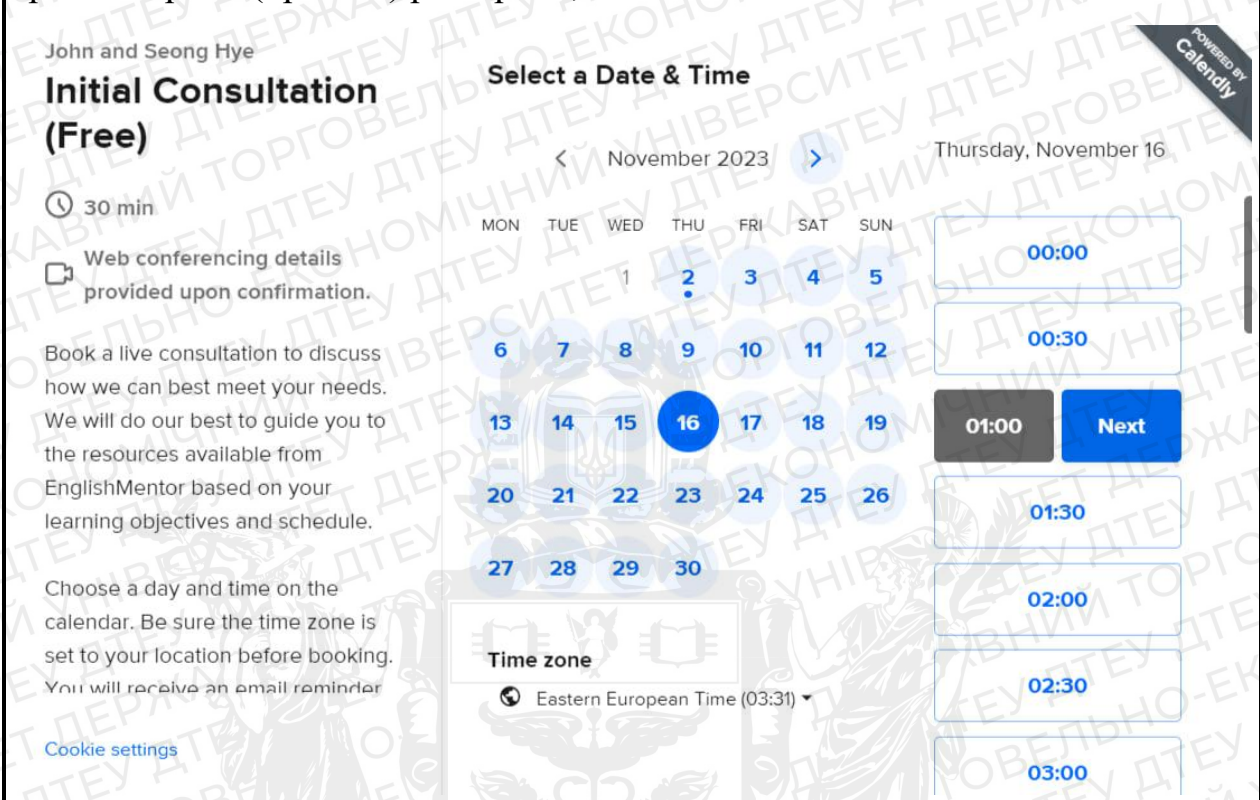 John and Seong Hye
Initial Consultation
(Free)
30 min
Web conferencing details
provided upon confirmation.
Book a live consultation to discuss
how we can best meet your needs.
We will do our best to guide you to
the resources available from
EnglishMentor based on your
learning objectives and schedule.
Choose a day and time on the
calendar. Be sure the time zone is
set to your location before booking.
You will receive an email reminder
Cookie settings
Select a Date & Time
November 2023
MON TUE WED THU FRI SAT SUN
1 2 3 4 5
6 7 8 9 10 11 12
13 14 15 16 17 18 19
20 21 22 23 24 25 26
27 28 29 30
Time zone
Eastern European Time (03:31)
POWERED BY
Calendly
Thursday, November 16
00:00
00:30
01:00 Next
01:30
02:00
02:30
03:00